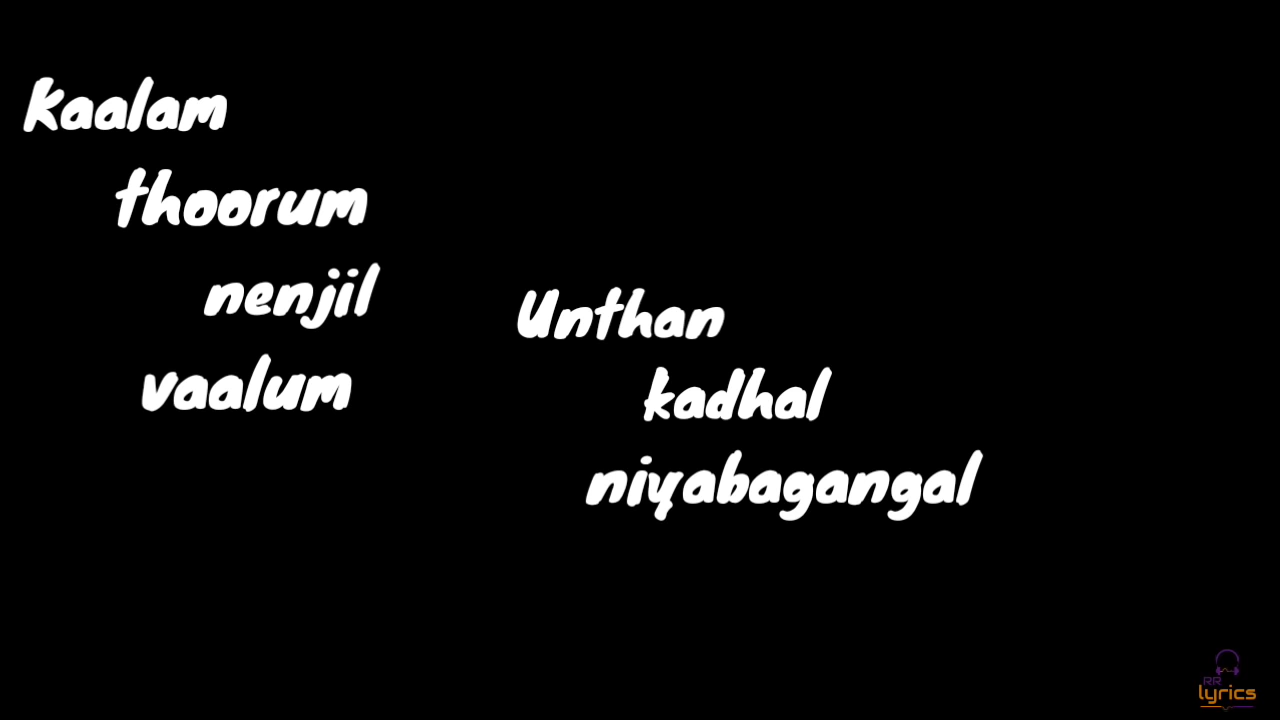 Kaalam
thoorum
nenjil
vaalum
Unthan
kadhal
niyabagangal
RR
lyrics